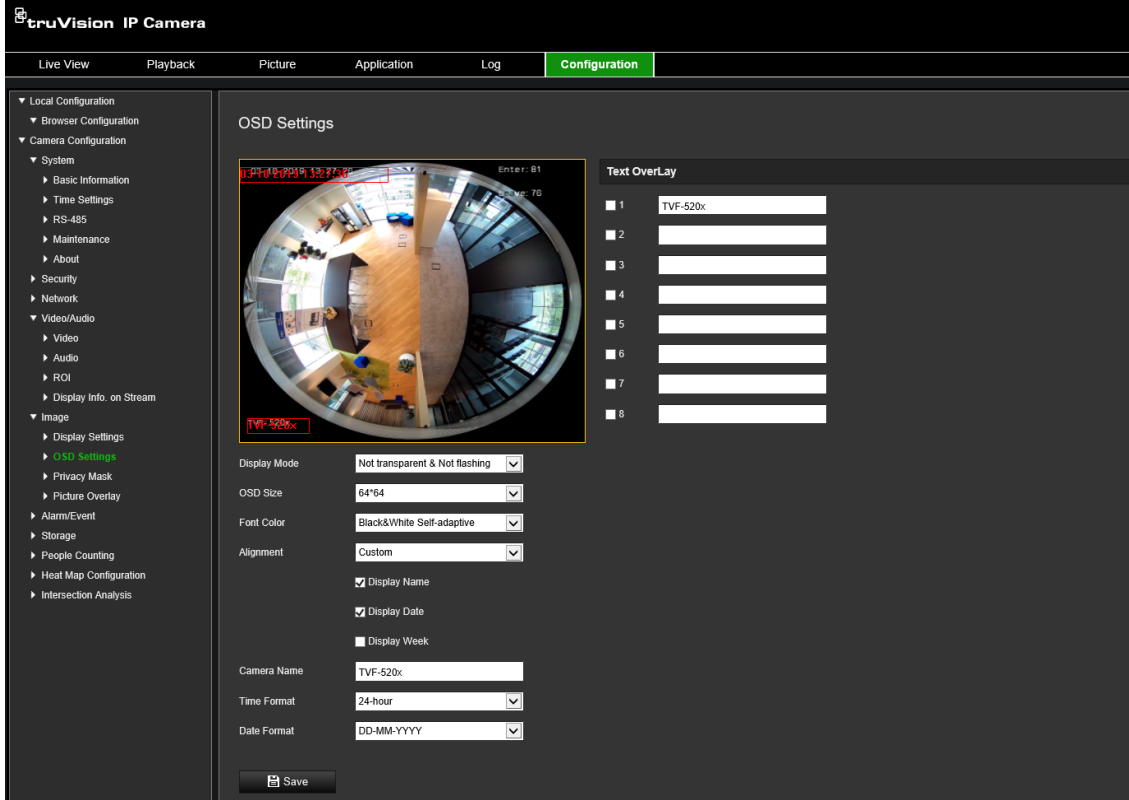 truVision IP Camera
Live View Playback Picture Application Log Configuration
Local Configuration
Browser Configuration
Camera Configuration
System
Basic Information
Time Settings
RS-485
Maintenance
About
Security
Network
Video/Audio
Video
Audio
ROI
Display Info. on Stream
Image
Display Settings
OSD Settings
Privacy Mask
Picture Overlay
Alarm/Event
Storage
People Counting
Heat Map Configuration
Intersection Analysis
OSD Settings
Enter:81
TVF-520x
Display Mode Not transparent & Not flashing
OSD Size 64*64
Font Color Black&White Self-adaptive
Alignment Custom
Display Name
Display Date
Display Week
Camera Name TVF-520x
Time Format 24-hour
Date Format DD-MM-YYYY
Save
Text OverLay
1 TVF-520x
2
3
4
5
6
7
8